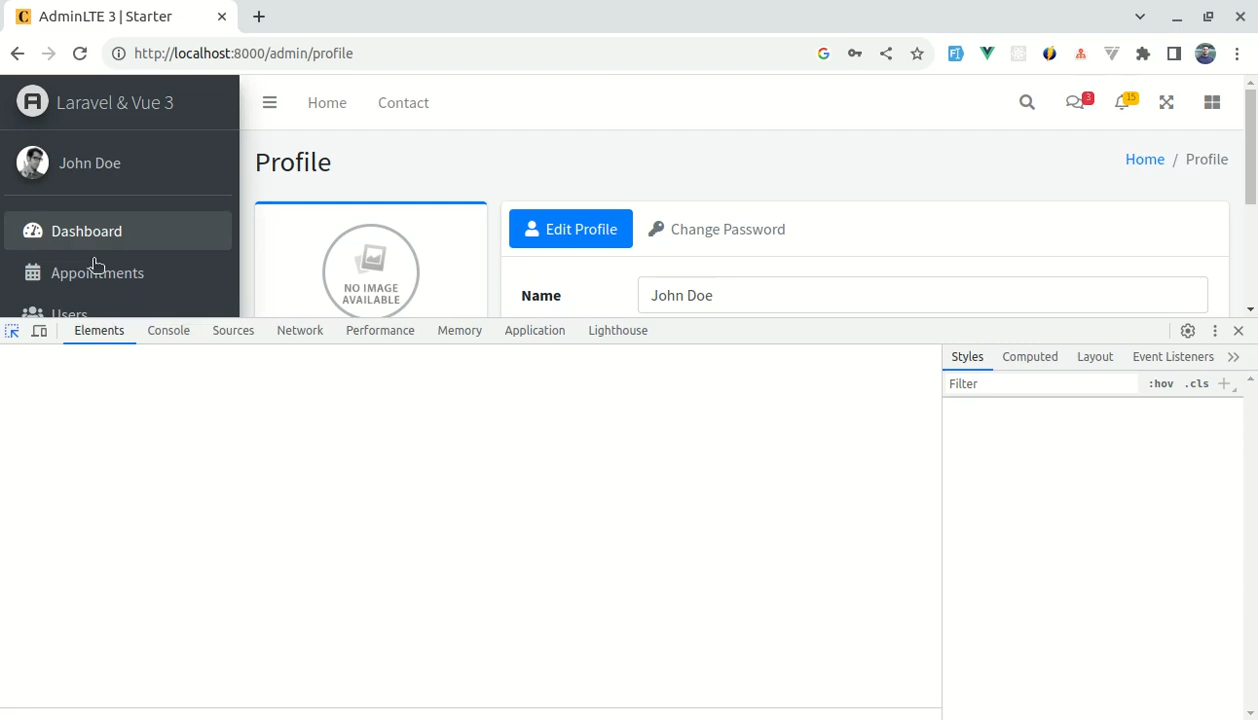 AdminLTE 3 | Starter
http://localhost:8000/admin/profile
Laravel & Vue 3
Home
Contact
3
15
John Doe
Profile
Home / Profile
Dashboard
Appointments
Users
NO IMAGE
AVAILABLE
Edit Profile
Change Password
Name
John Doe
Elements
Console
Sources
Network
Performance
Memory
Application
Lighthouse
Styles
Computed
Layout
Event Listeners
Filter
:hov
.cls